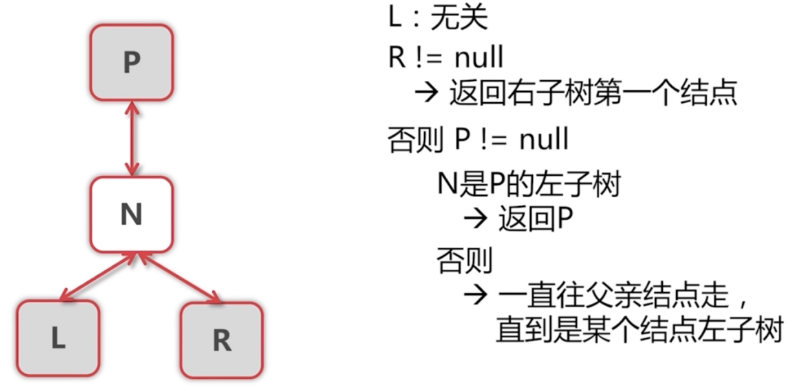 P
N
L
R
L：无关
R != null
→ 返回右子树第一个结点
否则 P != null
N是P的左子树
→ 返回P
否则
→ 一直往父亲结点走，
直到是某个结点左子树